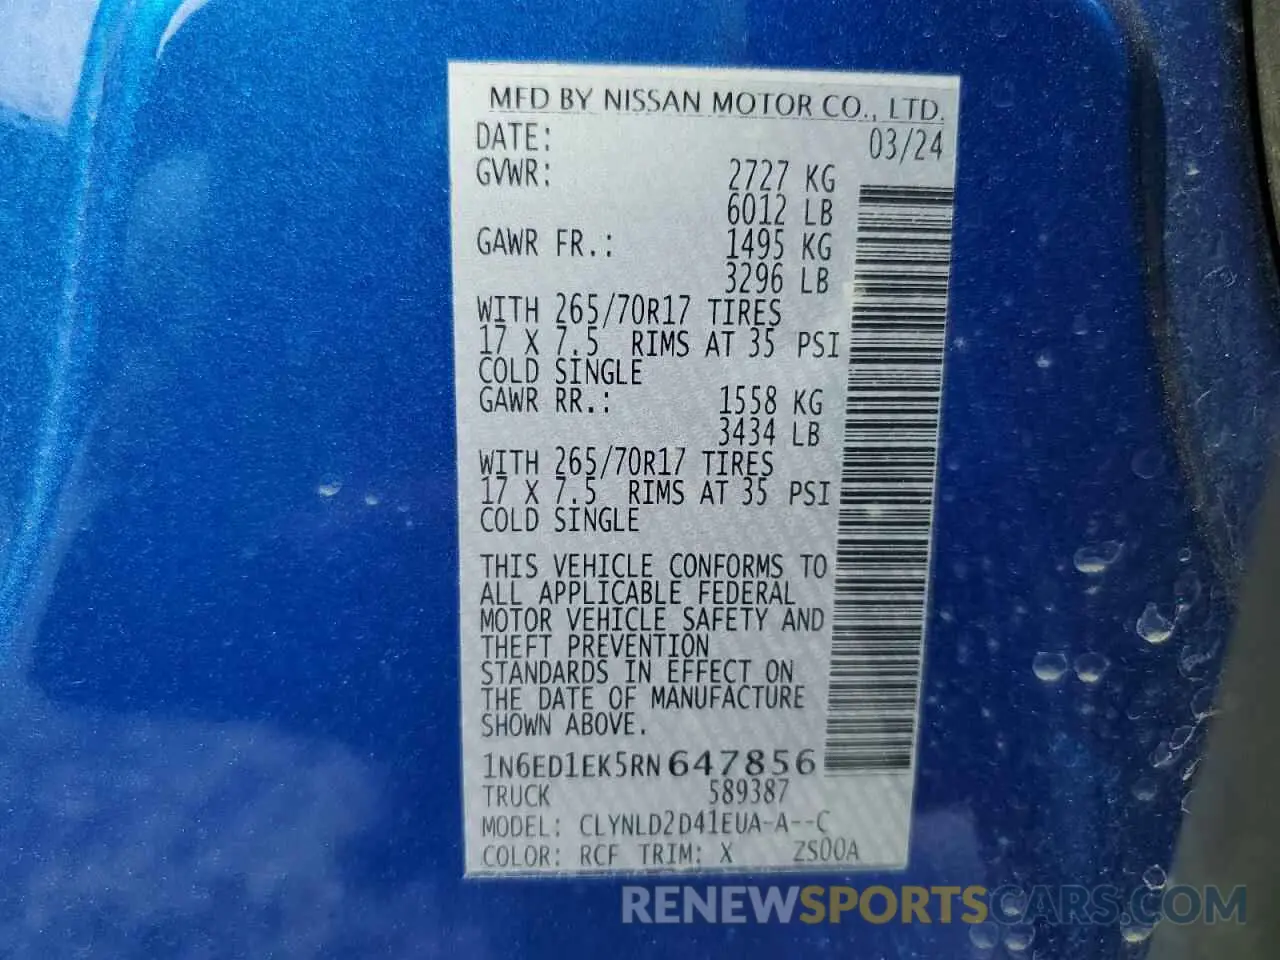 MFD BY NISSAN MOTOR CO., LTD.
DATE: 03/24
GVWR: 2727 KG
6012 LB
GAWR FR.: 1495 KG
3296 LB
WITH 265/70R17 TIRES
17 X 7.5 RIMS AT 35 PSI
COLD SINGLE
GAWR RR.: 1558 KG
3434 LB
WITH 265/70R17 TIRES
17 X 7.5 RIMS AT 35 PSI
COLD SINGLE
THIS VEHICLE CONFORMS TO
ALL APPLICABLE FEDERAL
MOTOR VEHICLE SAFETY AND
THEFT PREVENTION
STANDARDS IN EFFECT ON
THE DATE OF MANUFACTURE
SHOWN ABOVE.
1N6ED1EK5RN647856
TRUCK 589387
MODEL: CLYNLD2D41EUA-A--C
COLOR: RCF TRIM: X ZS00A
RENEWSPORTSCARS.COM